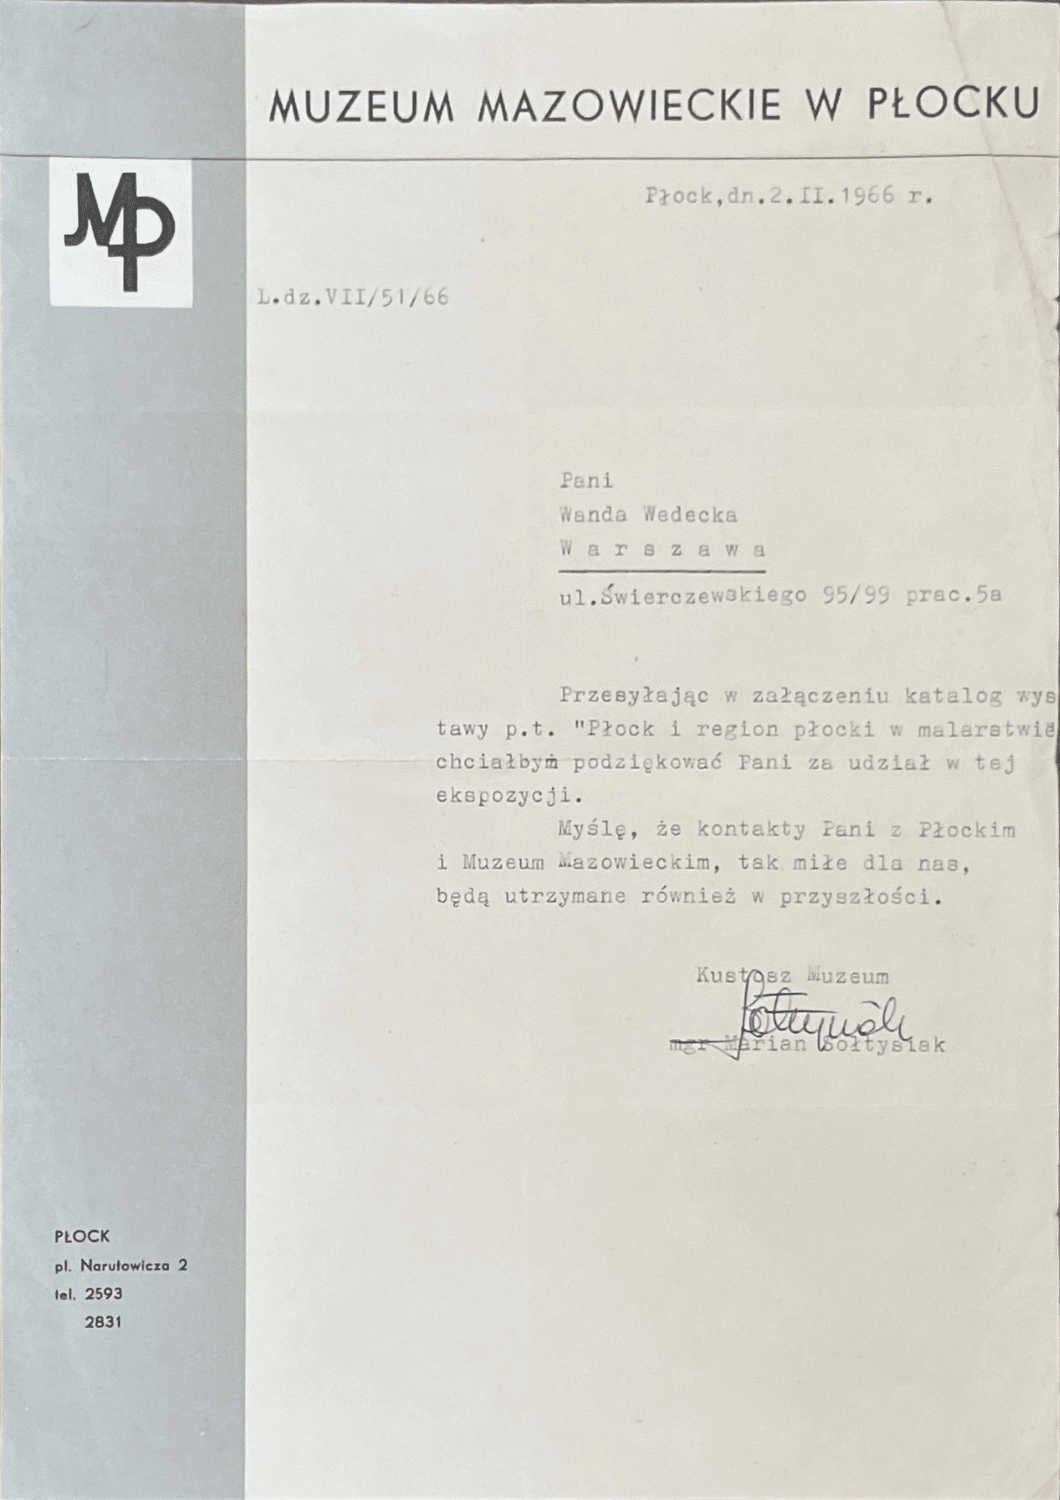 MUZEUM MAZOWIECKIE W PŁOCKU
MP
Płock,dn.2.II.1966 r.
L.dz.VII/51/66
Pani
Wanda Wedecka
W a r s z a w a
ul.Świerczewskiego 95/99 prac.5a
Przesyłając w załączeniu katalog wys
tawy p.t. "Płock i region płocki w malarstwie
chciałbym podziękować Pani za udział w tej
ekspozycji.
Myślę, że kontakty Pani z Płockim
i Muzeum Mazowieckim, tak miłe dla nas,
będą utrzymane również w przyszłości.
Kustosz Muzeum
mgr Marian Sołtysiak
PŁOCK
pl. Narutowicza 2
tel. 2593
2831